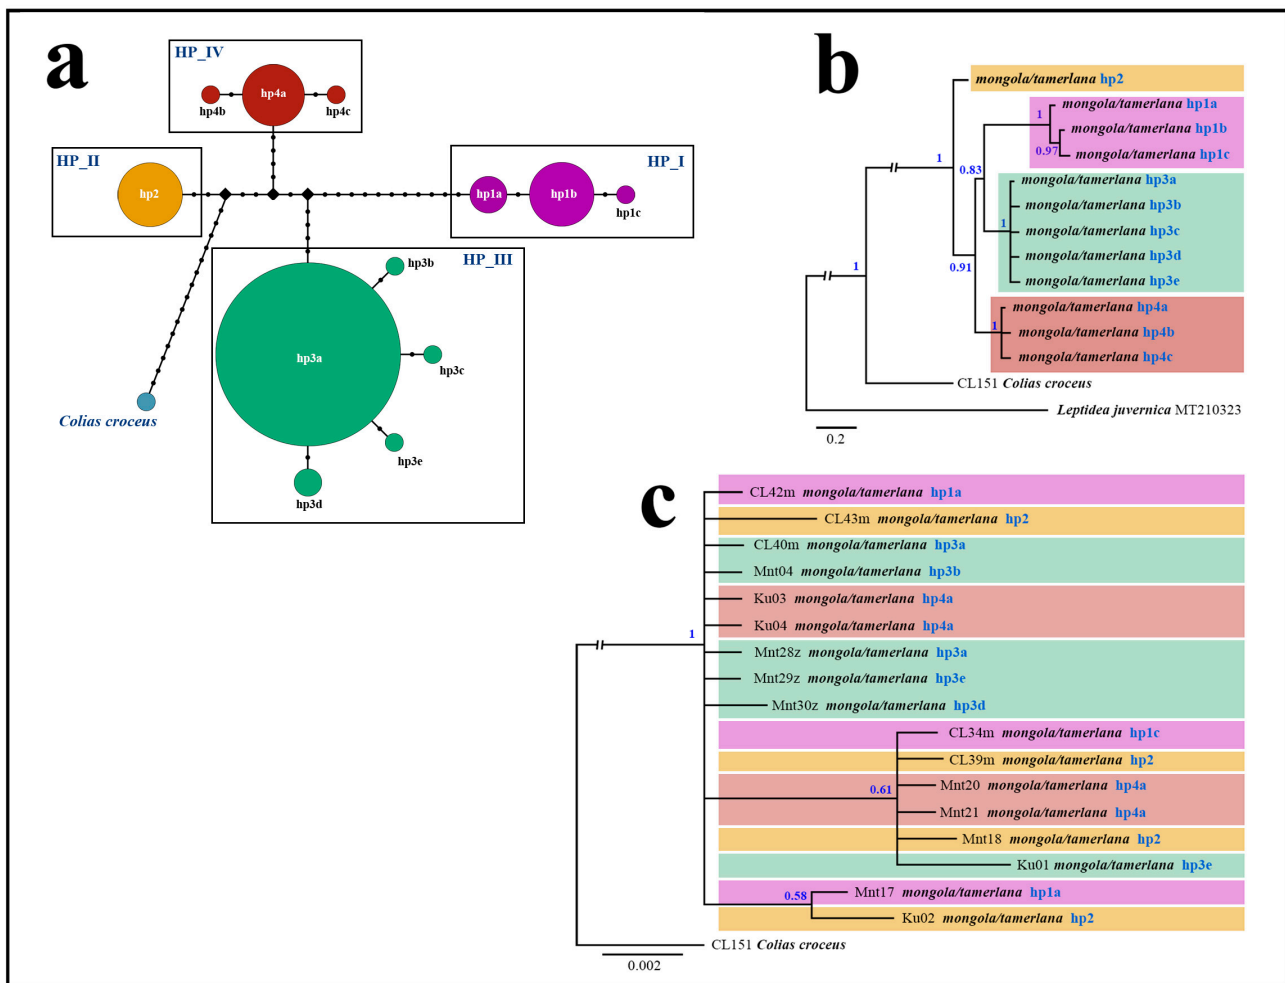 a
HP_IV
hp4a
hp4b
hp4c
HP_II
hp2
HP_I
hp1a
hp1b
hp1c
HP_III
hp3b
hp3a
hp3c
hp3e
hp3d
Colias croceus
b
mongola/tamerlana hp2
mongola/tamerlana hp1a
1
mongola/tamerlana hp1b
0.97
mongola/tamerlana hp1c
1
0.83
mongola/tamerlana hp3a
mongola/tamerlana hp3b
1
mongola/tamerlana hp3c
mongola/tamerlana hp3d
0.91
mongola/tamerlana hp3e
1
mongola/tamerlana hp4a
1
mongola/tamerlana hp4b
mongola/tamerlana hp4c
CL151 Colias croceus
Leptidea juvernica MT210323
0.2
c
CL42m mongola/tamerlana hp1a
CL43m mongola/tamerlana hp2
CL40m mongola/tamerlana hp3a
Mnt04 mongola/tamerlana hp3b
Ku03 mongola/tamerlana hp4a
Ku04 mongola/tamerlana hp4a
1
Mnt28z mongola/tamerlana hp3a
Mnt29z mongola/tamerlana hp3e
Mnt30z mongola/tamerlana hp3d
CL34m mongola/tamerlana hp1c
CL39m mongola/tamerlana hp2
0.61
Mnt20 mongola/tamerlana hp4a
Mnt21 mongola/tamerlana hp4a
Mnt18 mongola/tamerlana hp2
Ku01 mongola/tamerlana hp3e
0.58
Mnt17 mongola/tamerlana hp1a
Ku02 mongola/tamerlana hp2
CL151 Colias croceus
0.002